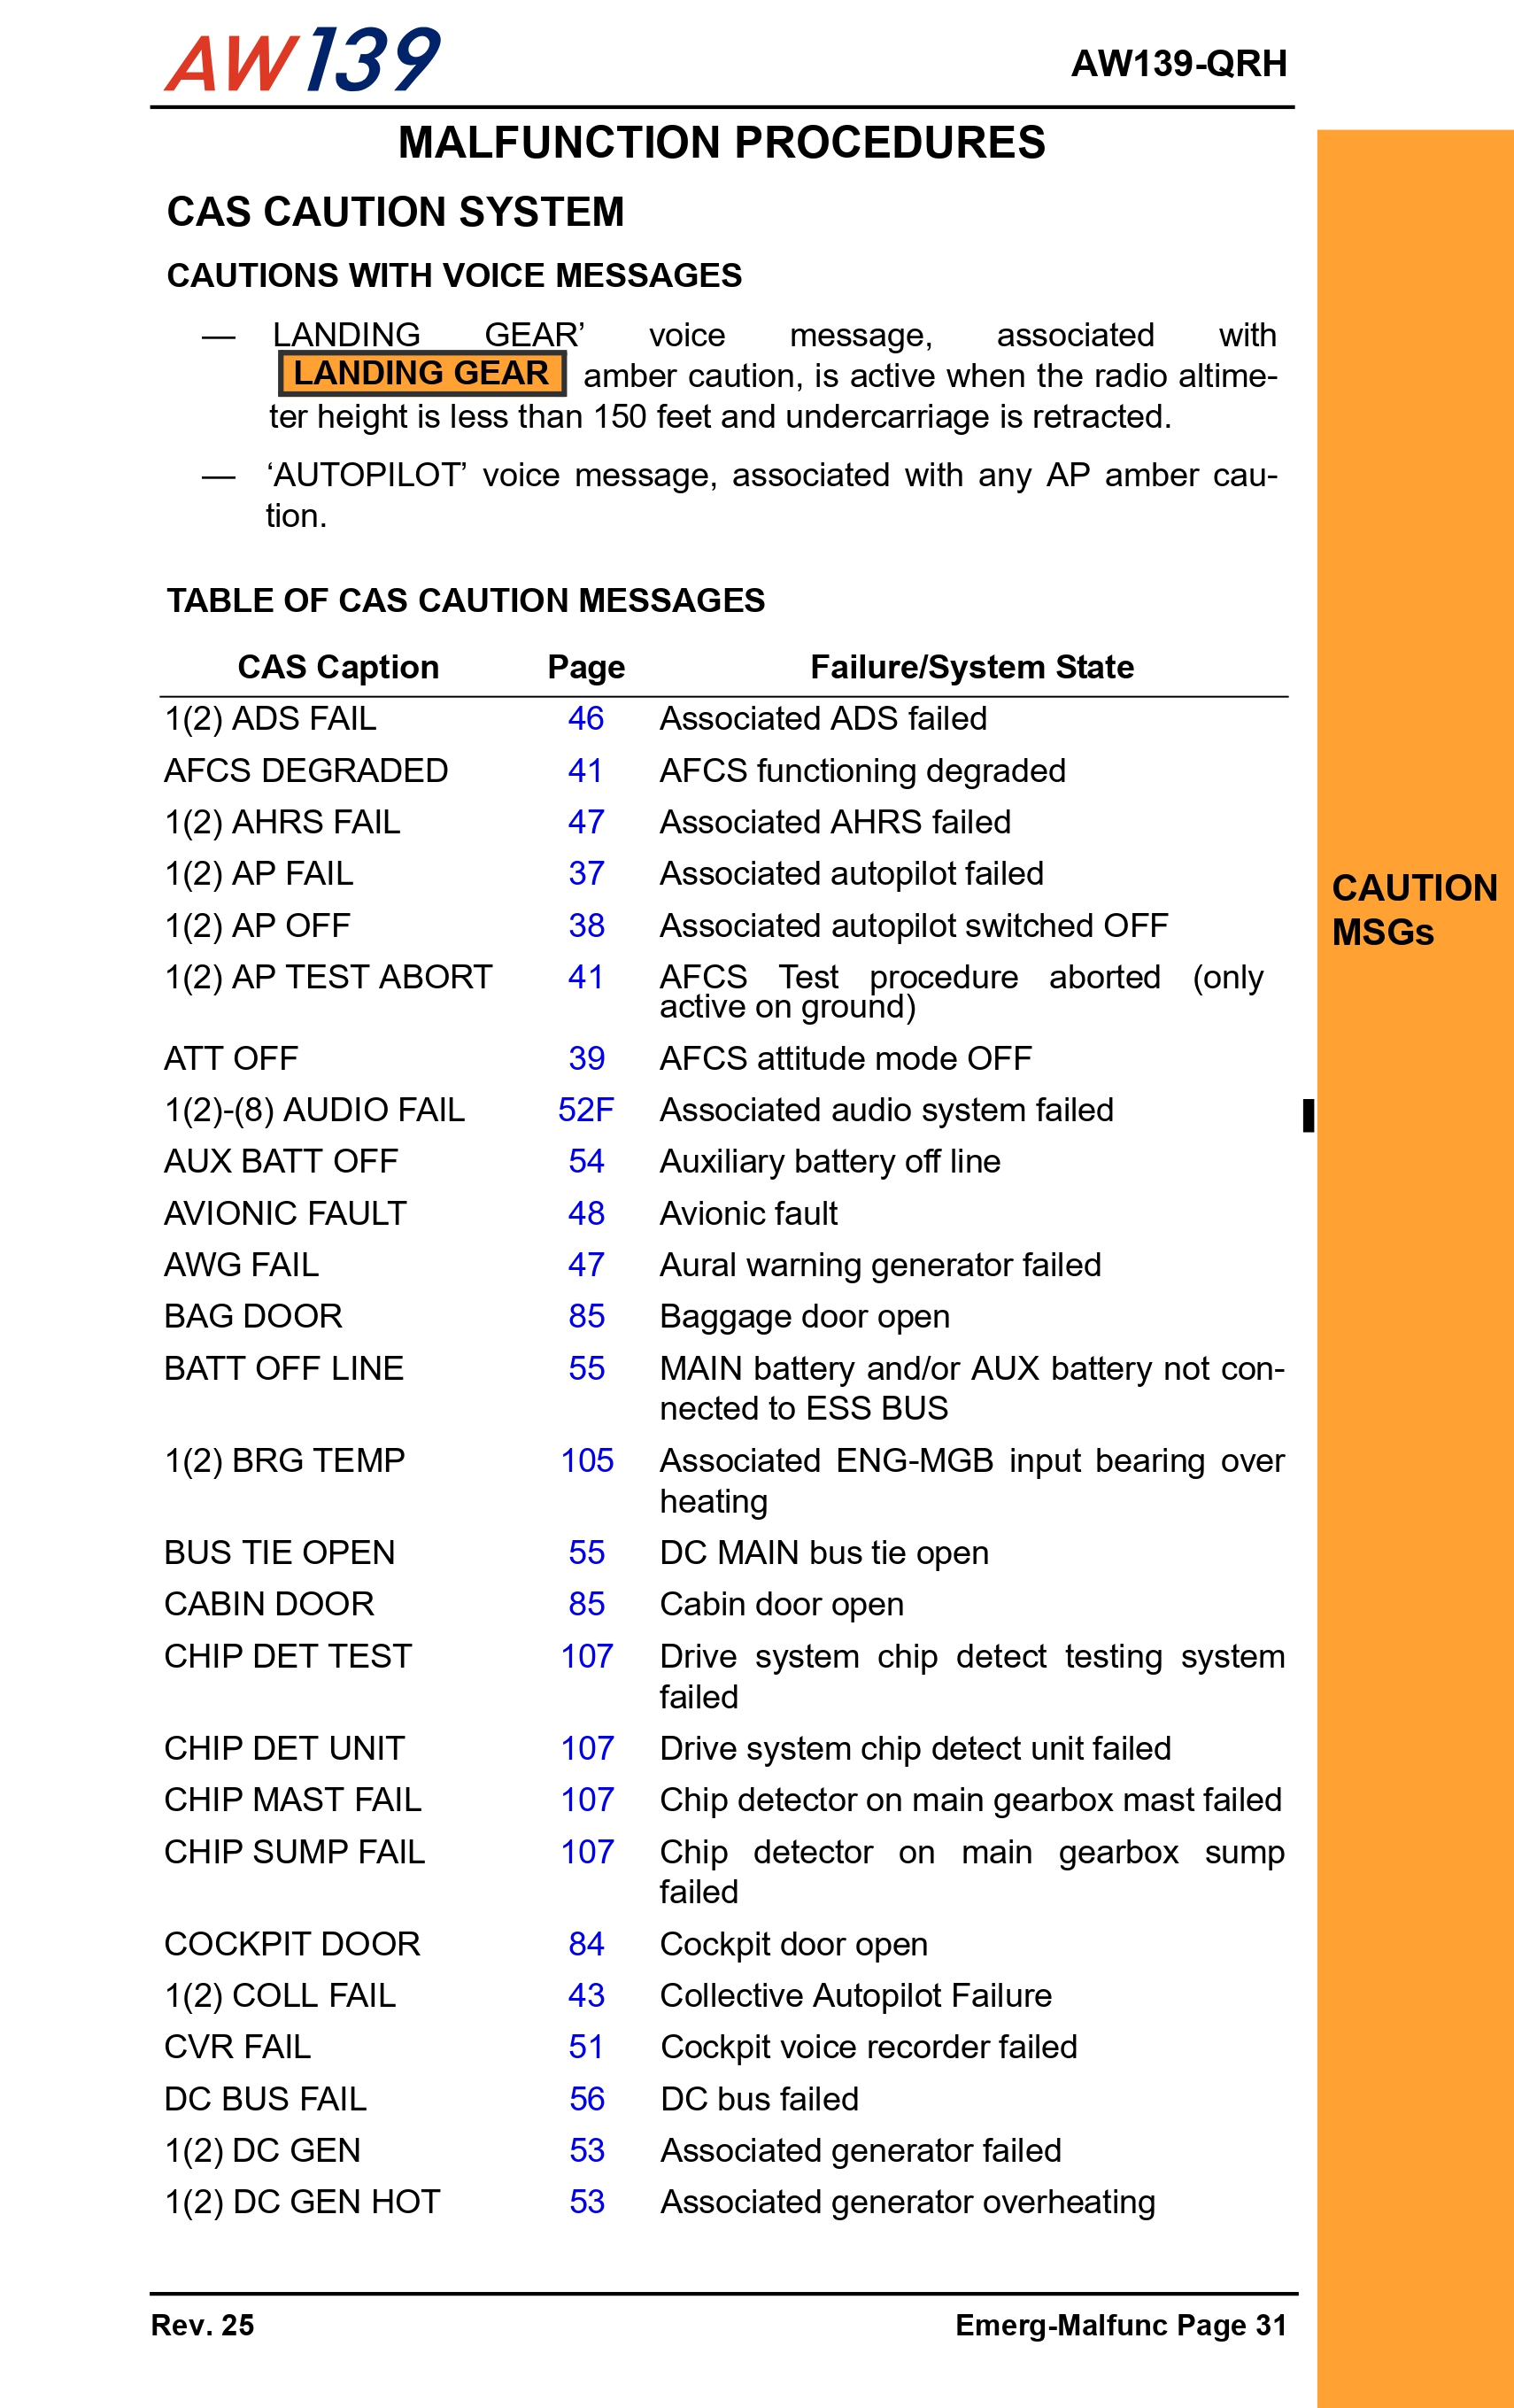 AW139
AW139-QRH
MALFUNCTION PROCEDURES
CAS CAUTION SYSTEM
CAUTIONS WITH VOICE MESSAGES
— LANDING GEAR’ voice message, associated with
LANDING GEAR amber caution, is active when the radio altime-
ter height is less than 150 feet and undercarriage is retracted.
— ‘AUTOPILOT’ voice message, associated with any AP amber cau-
tion.
TABLE OF CAS CAUTION MESSAGES
CAS Caption Page Failure/System State
1(2) ADS FAIL 46 Associated ADS failed
AFCS DEGRADED 41 AFCS functioning degraded
1(2) AHRS FAIL 47 Associated AHRS failed
1(2) AP FAIL 37 Associated autopilot failed
1(2) AP OFF 38 Associated autopilot switched OFF
1(2) AP TEST ABORT 41 AFCS Test procedure aborted (only
active on ground)
ATT OFF 39 AFCS attitude mode OFF
1(2)-(8) AUDIO FAIL 52F Associated audio system failed
AUX BATT OFF 54 Auxiliary battery off line
AVIONIC FAULT 48 Avionic fault
AWG FAIL 47 Aural warning generator failed
BAG DOOR 85 Baggage door open
BATT OFF LINE 55 MAIN battery and/or AUX battery not con-
nected to ESS BUS
1(2) BRG TEMP 105 Associated ENG-MGB input bearing over
heating
BUS TIE OPEN 55 DC MAIN bus tie open
CABIN DOOR 85 Cabin door open
CHIP DET TEST 107 Drive system chip detect testing system
failed
CHIP DET UNIT 107 Drive system chip detect unit failed
CHIP MAST FAIL 107 Chip detector on main gearbox mast failed
CHIP SUMP FAIL 107 Chip detector on main gearbox sump
failed
COCKPIT DOOR 84 Cockpit door open
1(2) COLL FAIL 43 Collective Autopilot Failure
CVR FAIL 51 Cockpit voice recorder failed
DC BUS FAIL 56 DC bus failed
1(2) DC GEN 53 Associated generator failed
1(2) DC GEN HOT 53 Associated generator overheating
CAUTION
MSGs
Rev. 25 Emerg-Malfunc Page 31